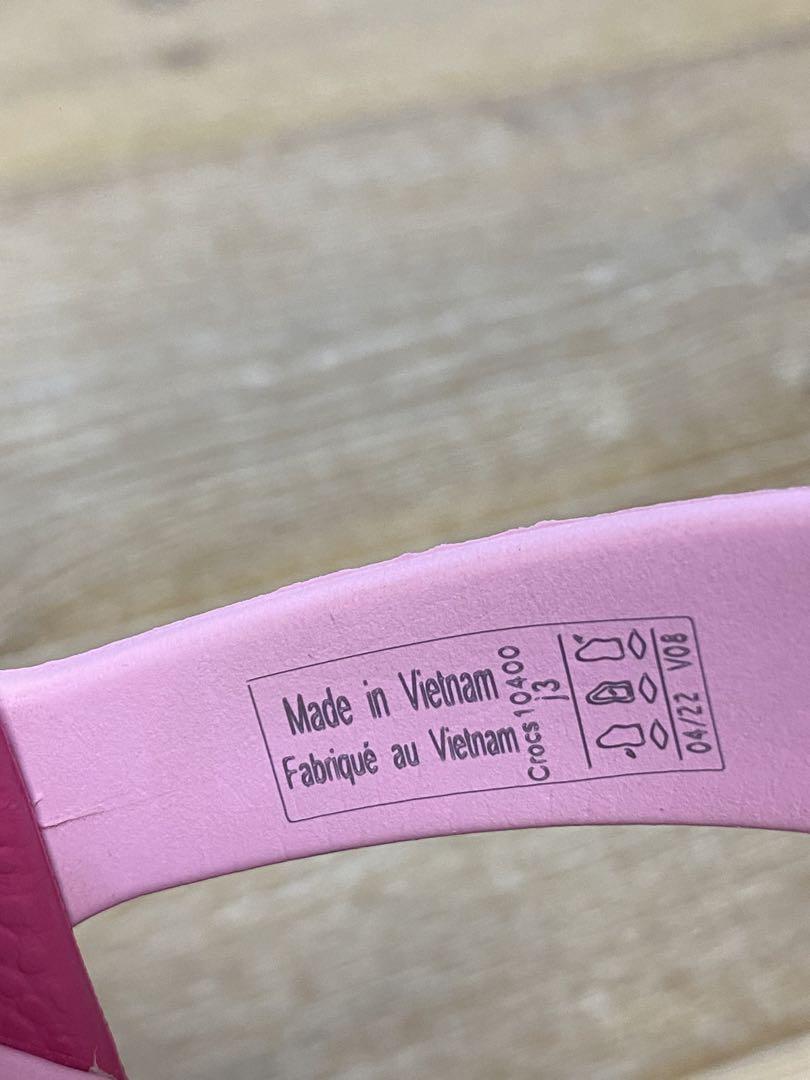 Made in Vietnam
Fabriqué au Vietnam
Crocs 10400
J3
04/22 V08